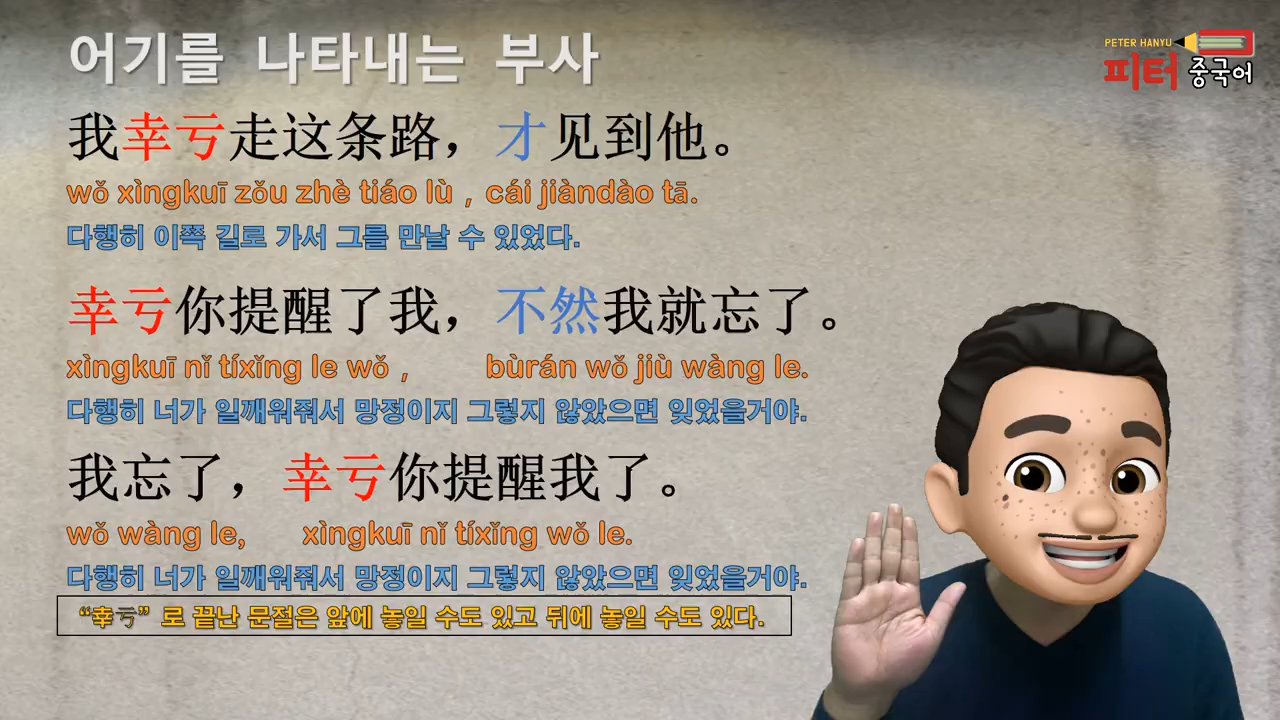 어기를 나타내는 부사
PETER HANYU
피터 중국어
我幸亏走这条路，才见到他。
wǒ xìngkuī zǒu zhè tiáo lù，cái jiàndào tā.
다행히 이쪽 길로 가서 그를 만날 수 있었다.
幸亏你提醒了我，不然我就忘了。
xìngkuī nǐ tíxǐng le wǒ， bùrán wǒ jiù wàng le.
다행히 너가 일깨워줘서 망정이지 그렇지 않았으면 잊었을거야.
我忘了，幸亏你提醒我了。
wǒ wàng le, xìngkuī nǐ tíxǐng wǒ le.
다행히 너가 일깨워줘서 망정이지 그렇지 않았으면 잊었을거야.
“幸亏” 로 끝난 문절은 앞에 놓일 수도 있고 뒤에 놓일 수도 있다.